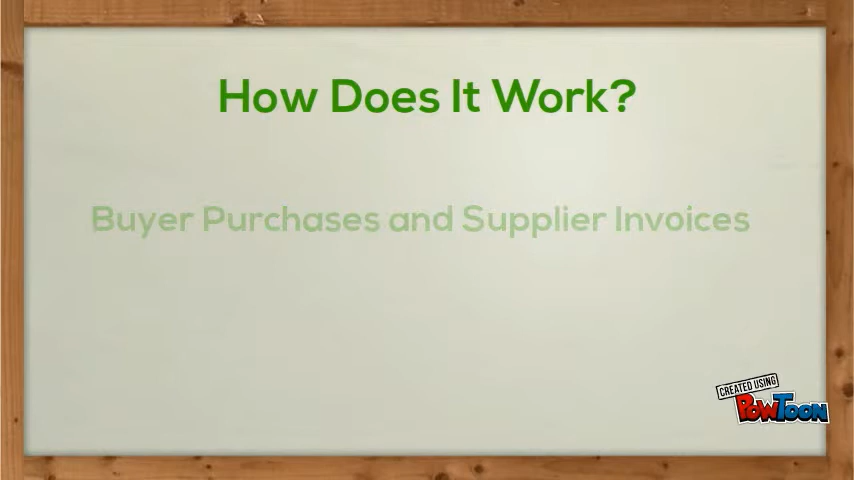 How Does It Work?
Buyer Purchases and Supplier Invoices
CREATED USING
PowToon